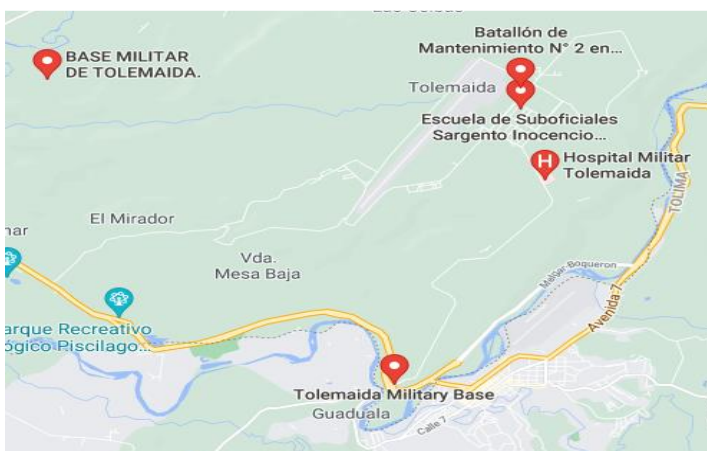 BASE MILITAR
DE TOLEMAIDA.
Batallón de
Mantenimiento N° 2 en...
Tolemaida
Escuela de Suboficiales
Sargento Inocencio...
H
Hospital Militar
Tolemaida
TOLIMA
El Mirador
Vda.
Mesa Baja
Melgar Boqueron
Avenida 7
arque Recreativo
ógico Piscilago...
Tolemaida Military Base
Guaduala
Calle 7